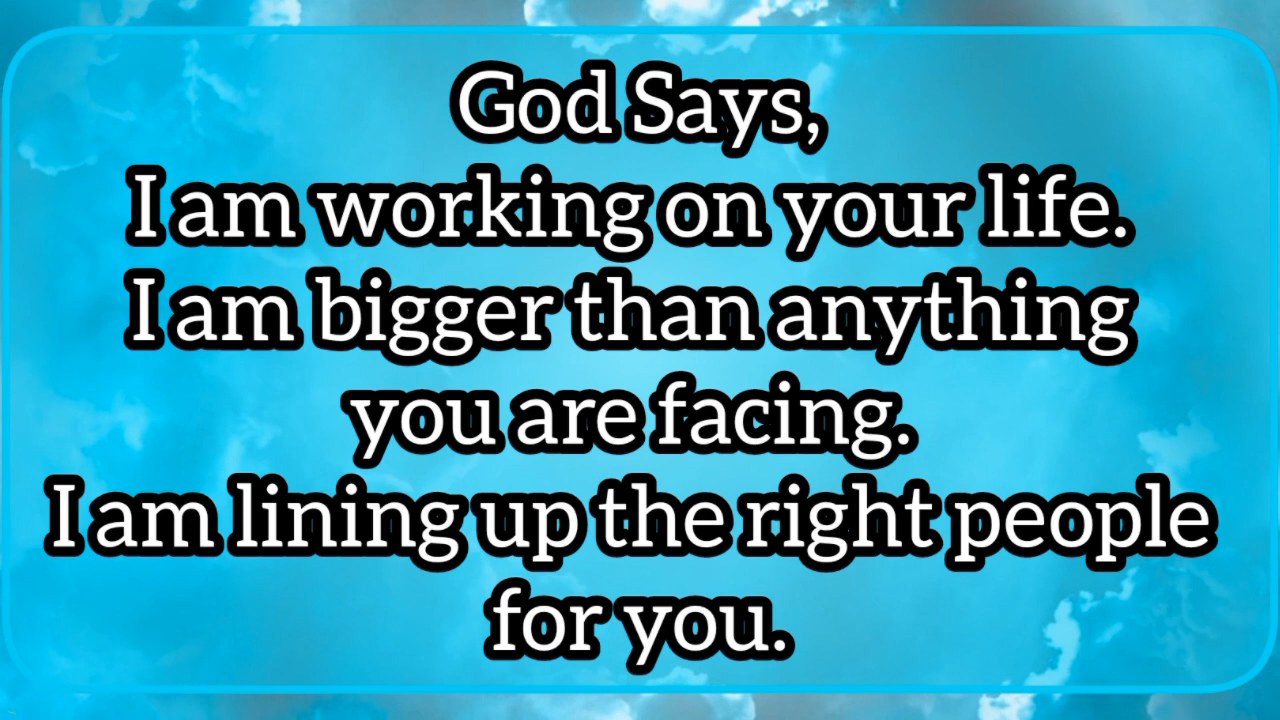 God Says,
I am working on your life.
I am bigger than anything
you are facing.
I am lining up the right people
for you.